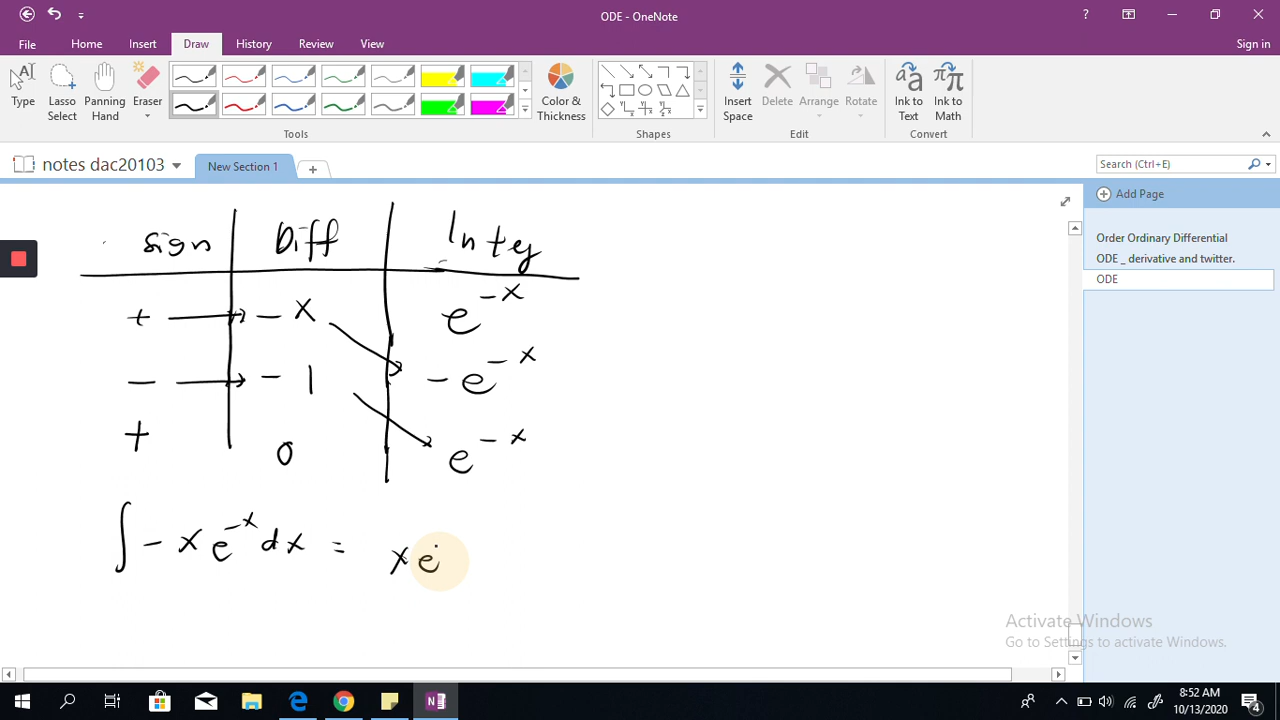 ODE - OneNote
?
File Home Insert Draw History Review View Sign in
Type Lasso Select Panning Hand Eraser Color & Thickness Insert Space Delete Arrange Rotate Ink to Text Ink to Math
Tools Shapes Edit Convert
notes dac20103 New Section 1 + Search (Ctrl+E)
Add Page
Order Ordinary Differential
ODE _ derivative and twitter.
ODE
sign Diff Integ
+ → - x e^{-x}
- → - 1 - e^{-x}
+ 0 e^{-x}
∫ - x e^{-x} dx = x e
Activate Windows
Go to Settings to activate Windows.
8:52 AM
10/13/2020
4